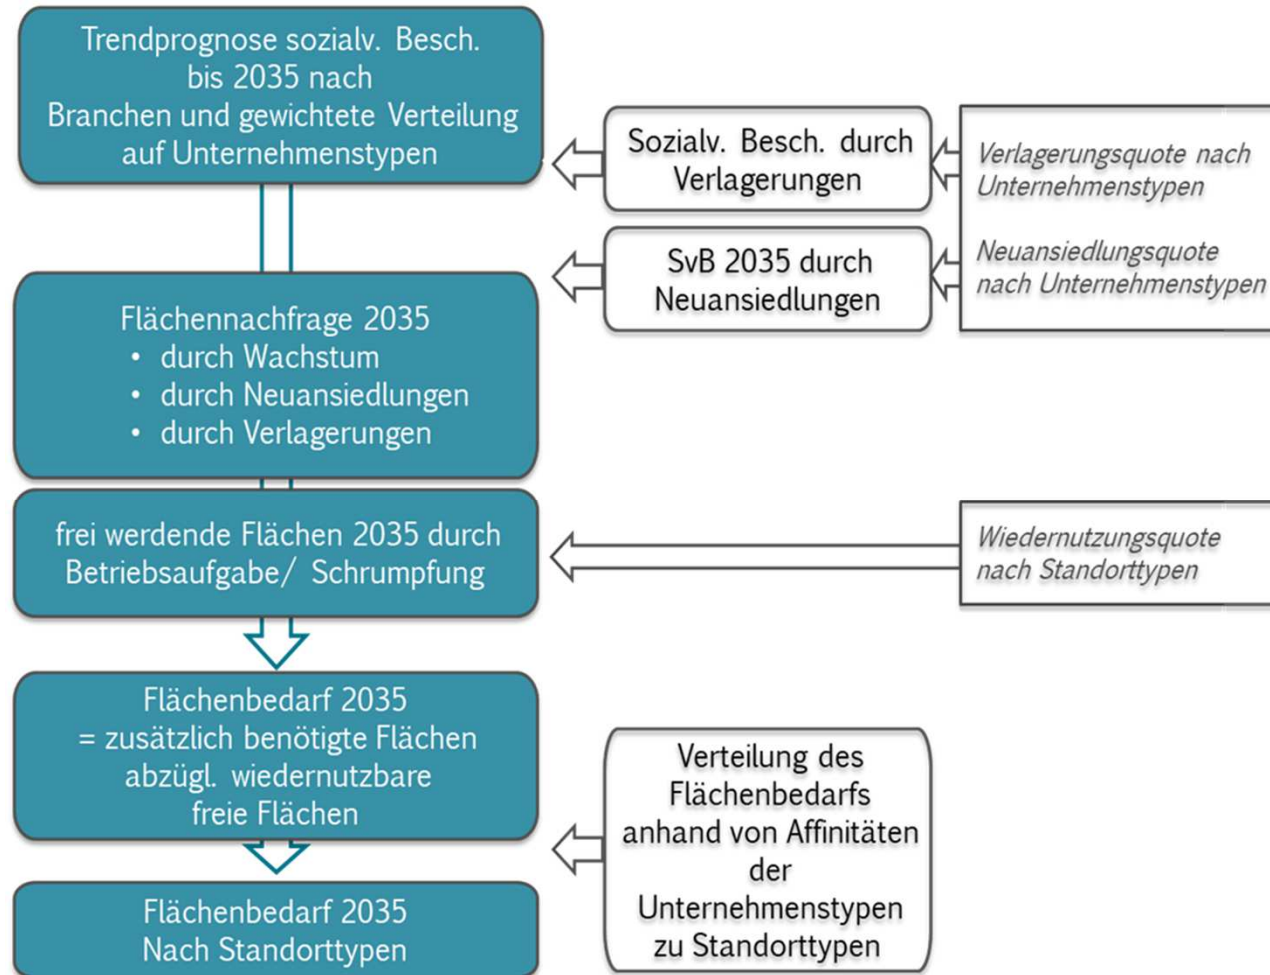 Trendprognose sozialv. Besch.
bis 2035 nach
Branchen und gewichtete Verteilung
auf Unternehmenstypen
Sozialv. Besch. durch
Verlagerungen
Verlagerungsquote nach
Unternehmenstypen
SvB 2035 durch
Neuansiedlungen
Neuansiedlungsquote
nach Unternehmenstypen
Flächennachfrage 2035
• durch Wachstum
• durch Neuansiedlungen
• durch Verlagerungen
frei werdende Flächen 2035 durch
Betriebsaufgabe/ Schrumpfung
Wiedernutzungsquote
nach Standorttypen
Flächenbedarf 2035
= zusätzlich benötigte Flächen
abzügl. wiedernutzbare
freie Flächen
Verteilung des
Flächenbedarfs
anhand von Affinitäten
der
Unternehmenstypen
zu Standorttypen
Flächenbedarf 2035
Nach Standorttypen